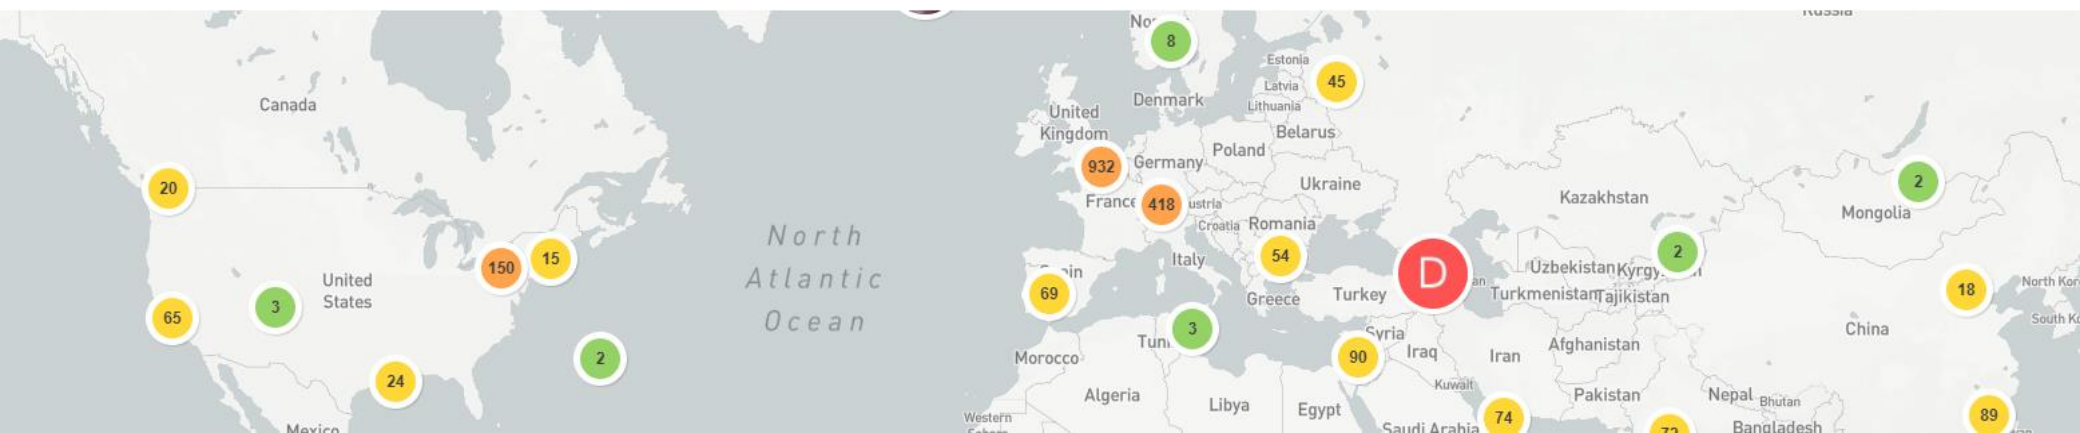 Canada
20
65
3
United
States
24
150
15
2
Mexico
North
Atlantic
Ocean
8
Estonia
Latvia
Lithuania
45
Denmark
United
Kingdom
Belarus
Poland
932
Germany
Ukraine
France
418
ustria
Croatia
Romania
54
Italy
Greece
69
Turkey
D
3
Morocco
Algeria
Libya
Egypt
Western
90
Syria
Iraq
Iran
Kuwait
Saudi Arabia
74
Kazakhstan
Uzbekistan
Turkmenistan
Tajikistan
2
Afghanistan
Pakistan
Nepal
Bhutan
Bangladesh
Mongolia
2
China
18
89